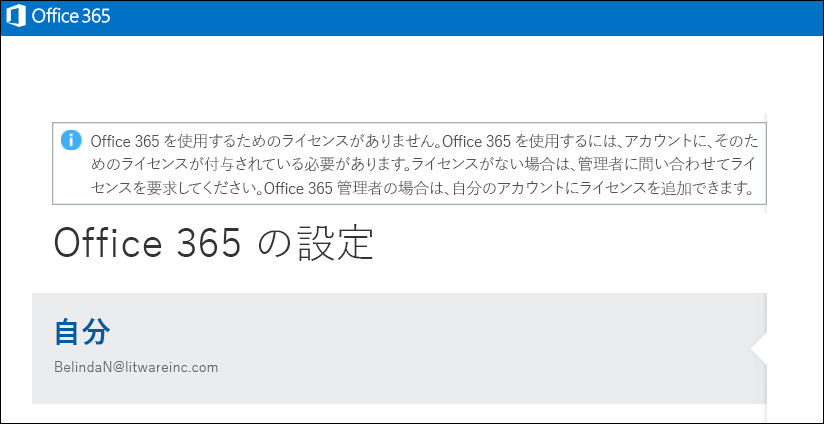 Office 365
Office 365 を使用するためのライセンスがありません。Office 365 を使用するには、アカウントに、そのた
めのライセンスが付与されている必要があります。ライセンスがない場合は、管理者に問い合わせてライ
センスを要求してください。Office 365 管理者の場合は、自分のアカウントにライセンスを追加できます。
Office 365 の設定
自分
BelindaN@litwareinc.com